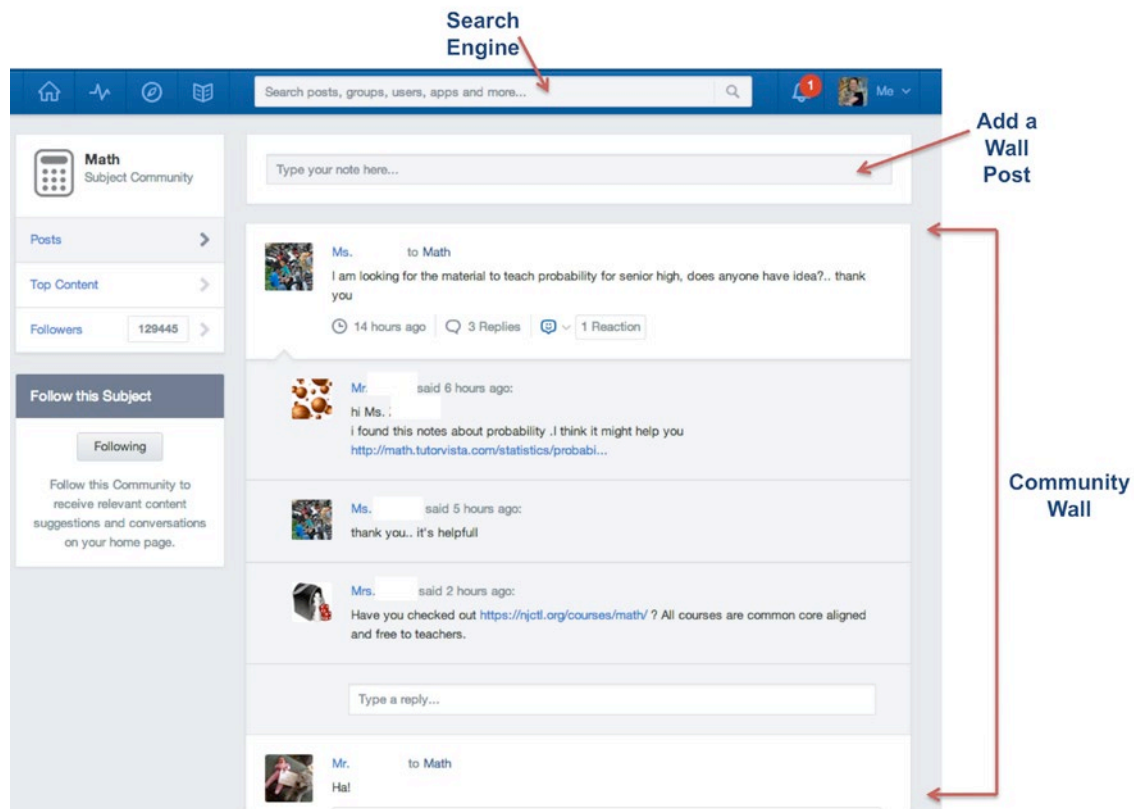 Search
Engine
Search posts, groups, users, apps and more...
1
Me
Add a
Wall
Post
Math
Subject Community
Type your note here...
Posts
Top Content
Followers 129445
Follow this Subject
Following
Follow this Community to
receive relevant content
suggestions and conversations
on your home page.
Ms. to Math
I am looking for the material to teach probability for senior high, does anyone have idea?.. thank
you
14 hours ago 3 Replies 1 Reaction
Mr. said 6 hours ago:
hi Ms.
i found this notes about probability .I think it might help you
http://math.tutorvista.com/statistics/probabi...
Ms. said 5 hours ago:
thank you.. it's helpfull
Mrs. said 2 hours ago:
Have you checked out https://njctl.org/courses/math/ ? All courses are common core aligned
and free to teachers.
Type a reply...
Mr. to Math
Ha!
Community
Wall